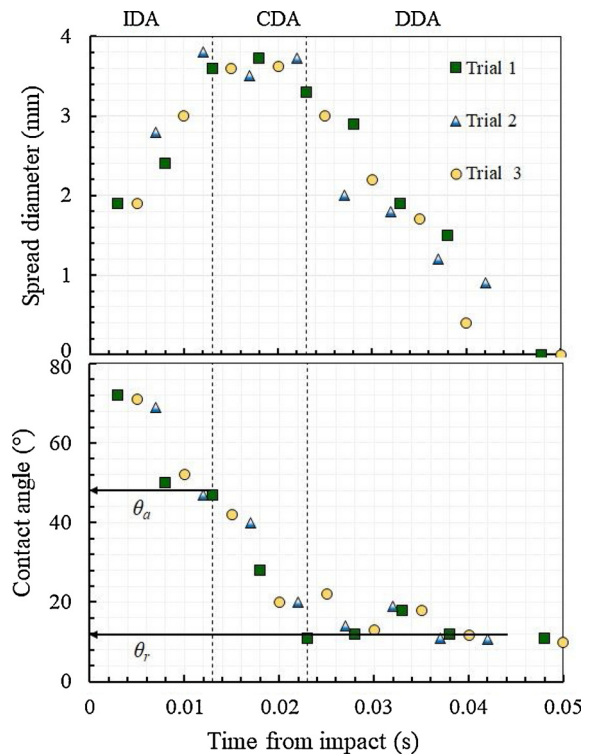 IDA CDA DDA
4
3
2
1
0
Spread diameter (mm)
Trial 1
Trial 2
Trial 3
80
60
40
20
0
Contact angle (°)
θa
θr
0 0.01 0.02 0.03 0.04 0.05
Time from impact (s)